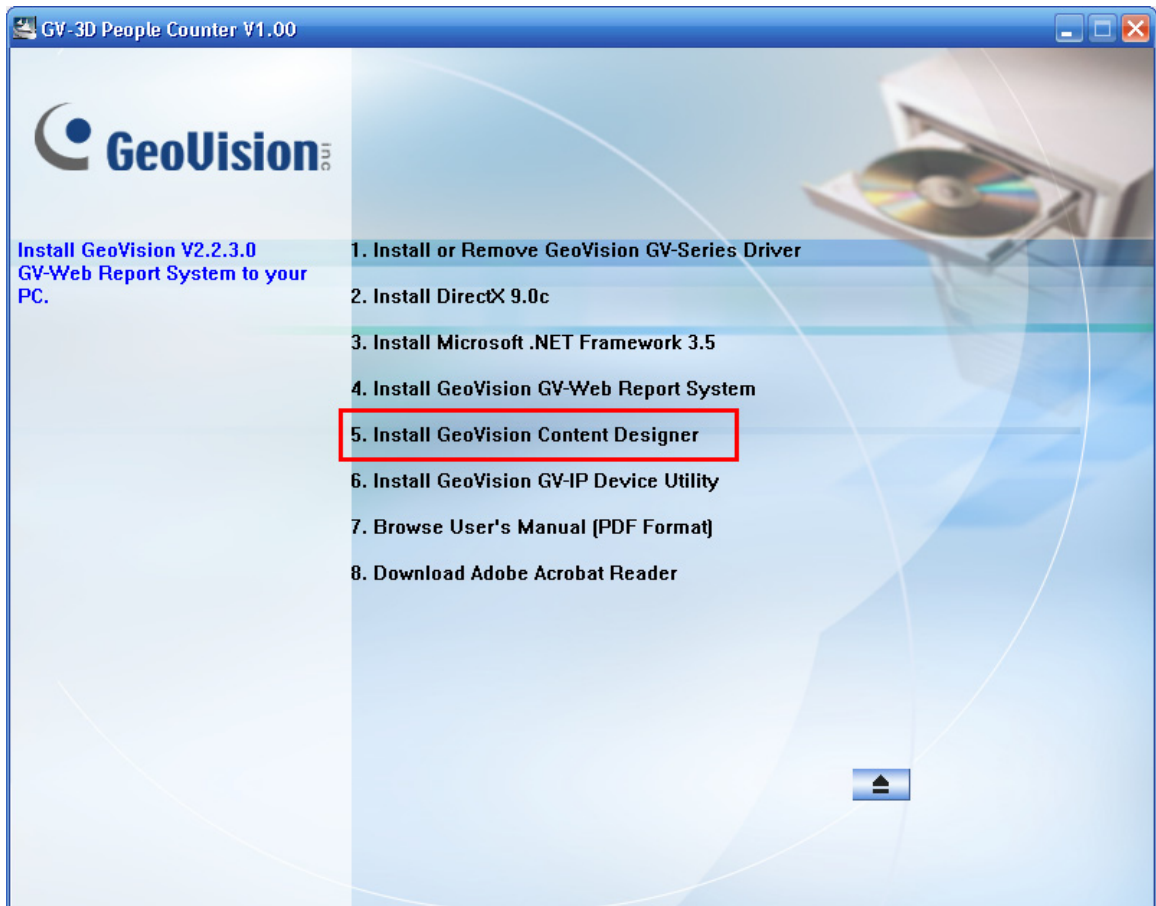 GV-3D People Counter V1.00
GeoVision inc
Install GeoVision V2.2.3.0
GV-Web Report System to your
PC.
1. Install or Remove GeoVision GV-Series Driver
2. Install DirectX 9.0c
3. Install Microsoft .NET Framework 3.5
4. Install GeoVision GV-Web Report System
5. Install GeoVision Content Designer
6. Install GeoVision GV-IP Device Utility
7. Browse User's Manual (PDF Format)
8. Download Adobe Acrobat Reader